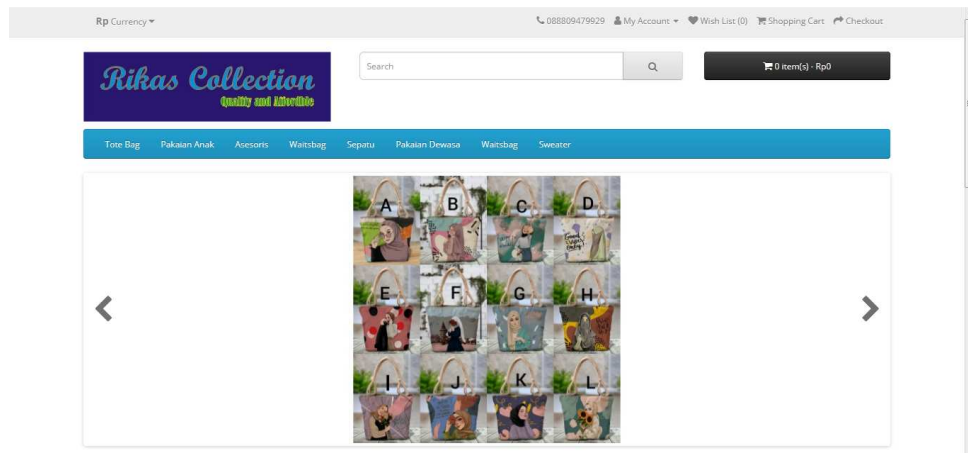 Rp Currency
088809479929 My Account Wish List (0) Shopping Cart Checkout
Rikas Collection
Quality and Affordible
Search
0 item(s) - Rp0
Tote Bag Pakaian Anak Asesoris Waitsbag Sepatu Pakaian Dewasa Waitsbag Sweater
A B C D
E F G H
I J K L